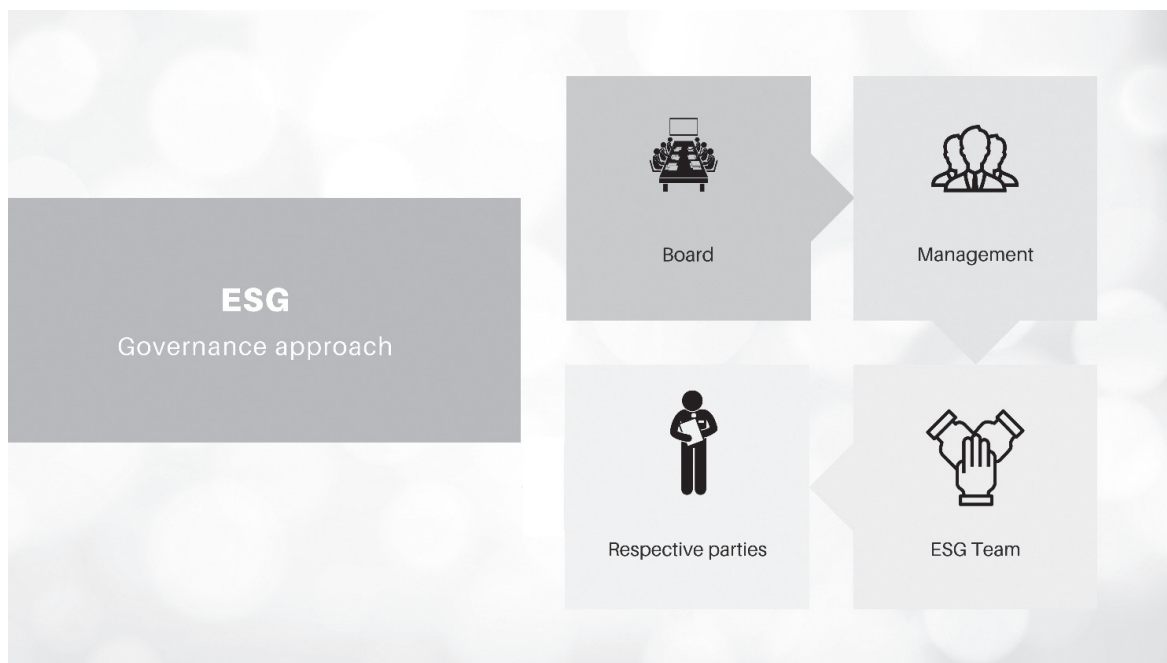 ESG
Governance approach
Board
Management
Respective parties
ESG Team